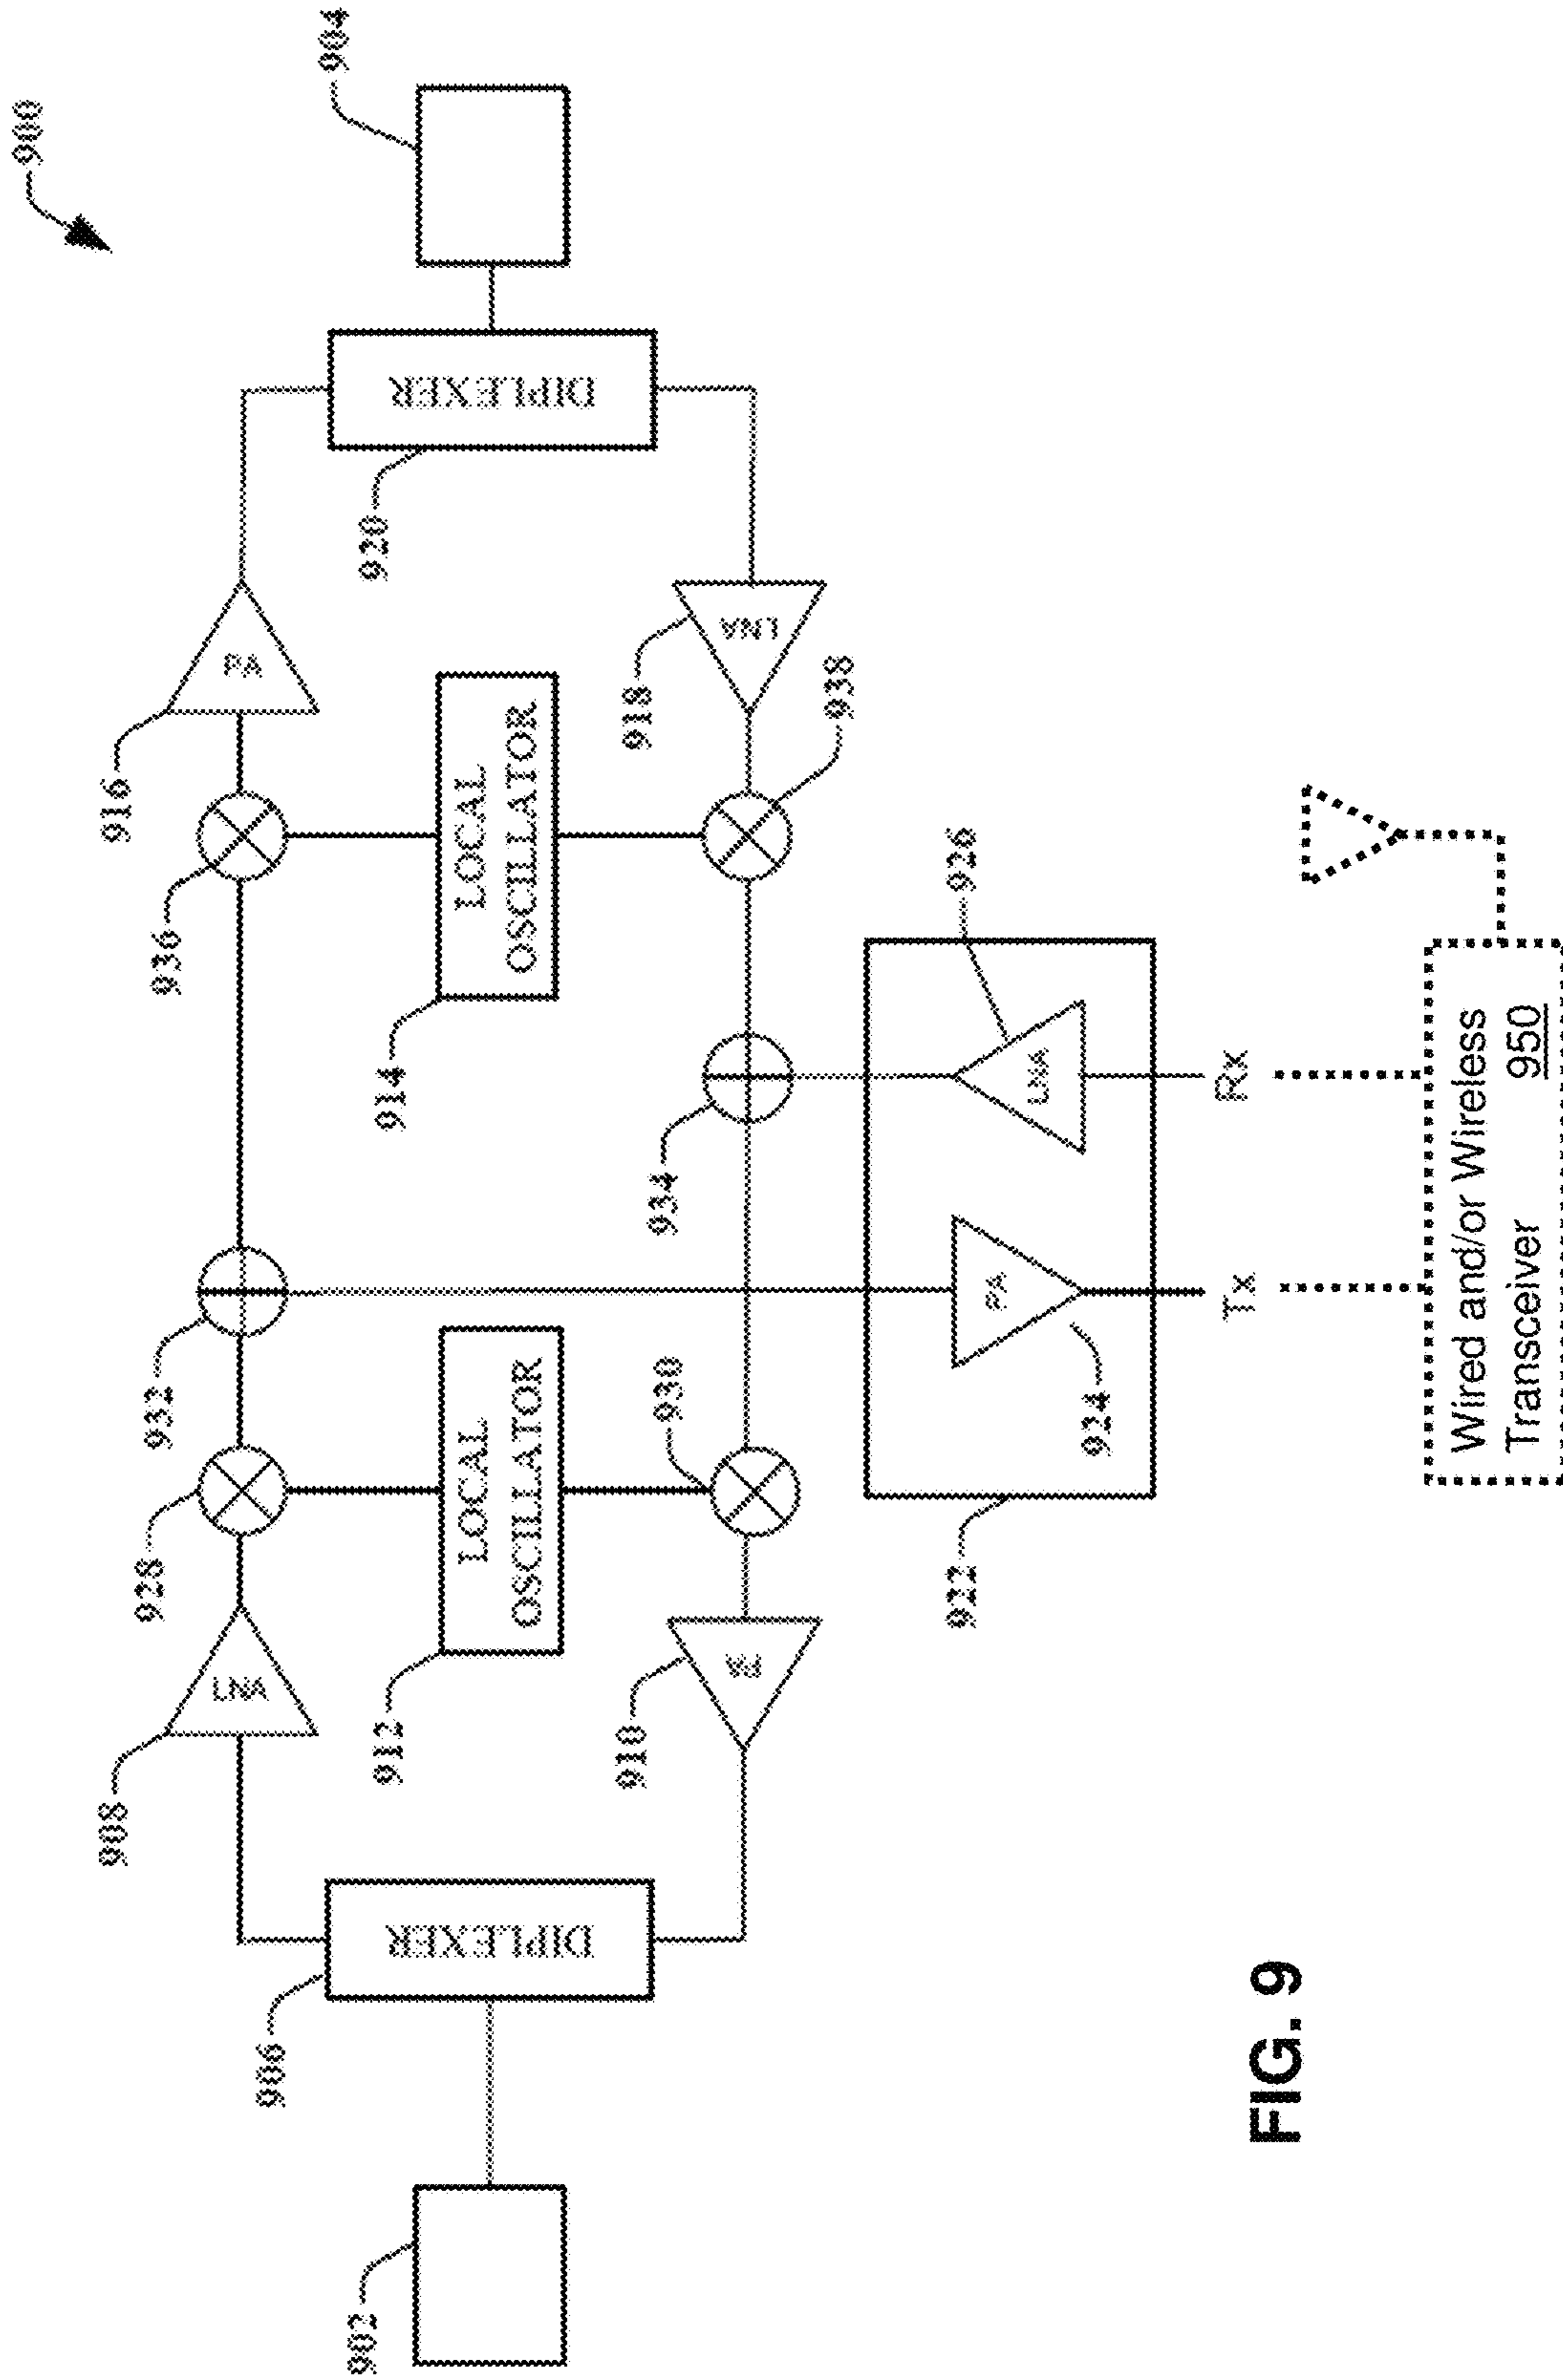 900
904
920
DIPLEXER
916
PA
918
LNA
936
938
914
LOCAL
OSCILLATOR
934
926
LNA
Rx
932
930
912
LOCAL
OSCILLATOR
924
PA
Tx
922
928
908
LNA
910
PA
906
DIPLEXER
902
Wired and/or Wireless
Transceiver 950
FIG. 9